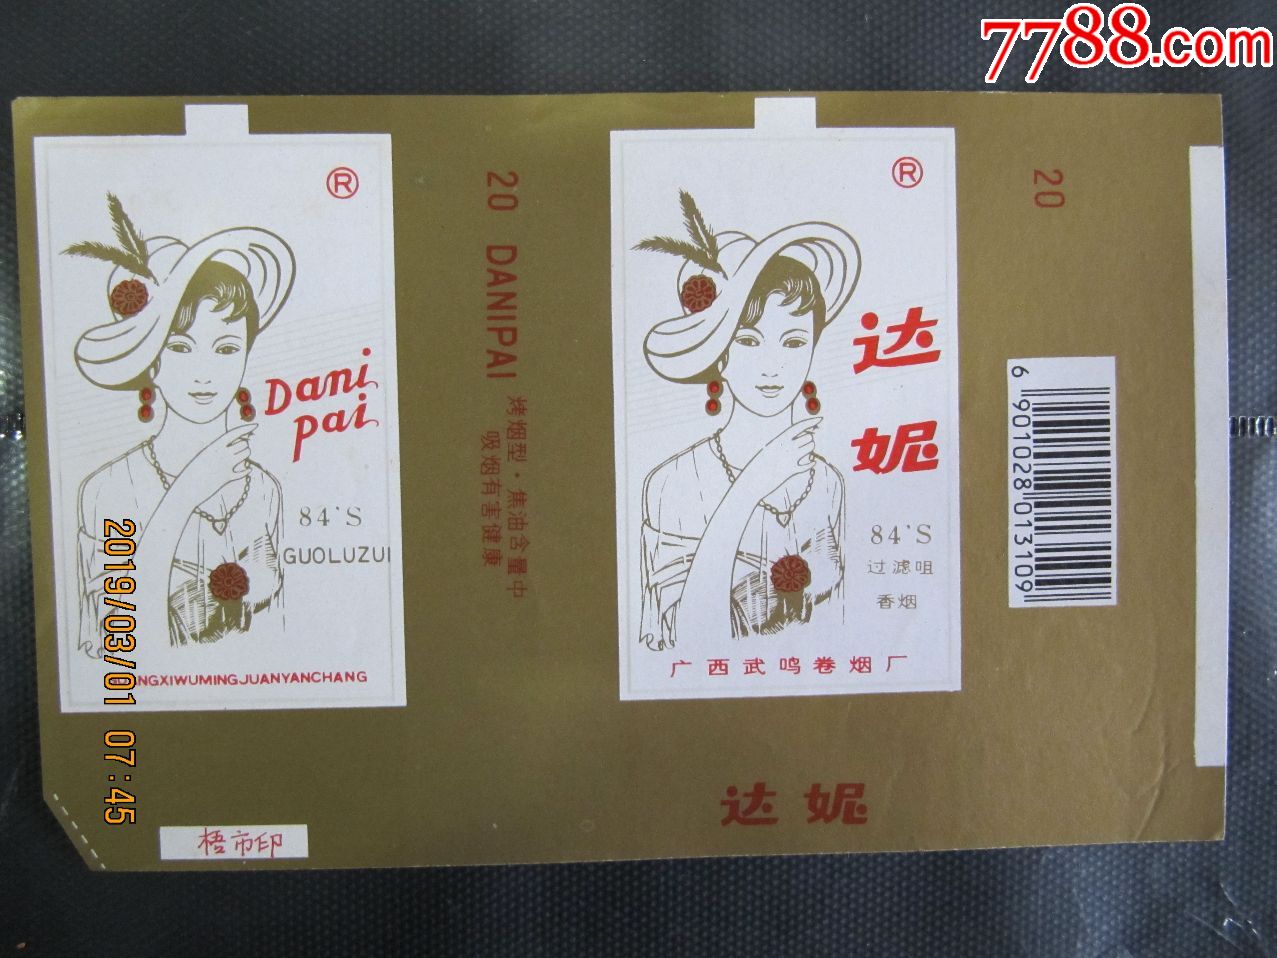 7788.com
®
Dani
pai
84'S
GUOLUZUI
GUANGXIWUMINGJUANYANCHANG
20 DANIPAI
烤烟型·焦油含量中
吸烟有害健康
®
达
妮
84'S
过滤咀
香烟
广西武鸣卷烟厂
20
6 901028 013109
达妮
梧市印
2019/03/01 07:45